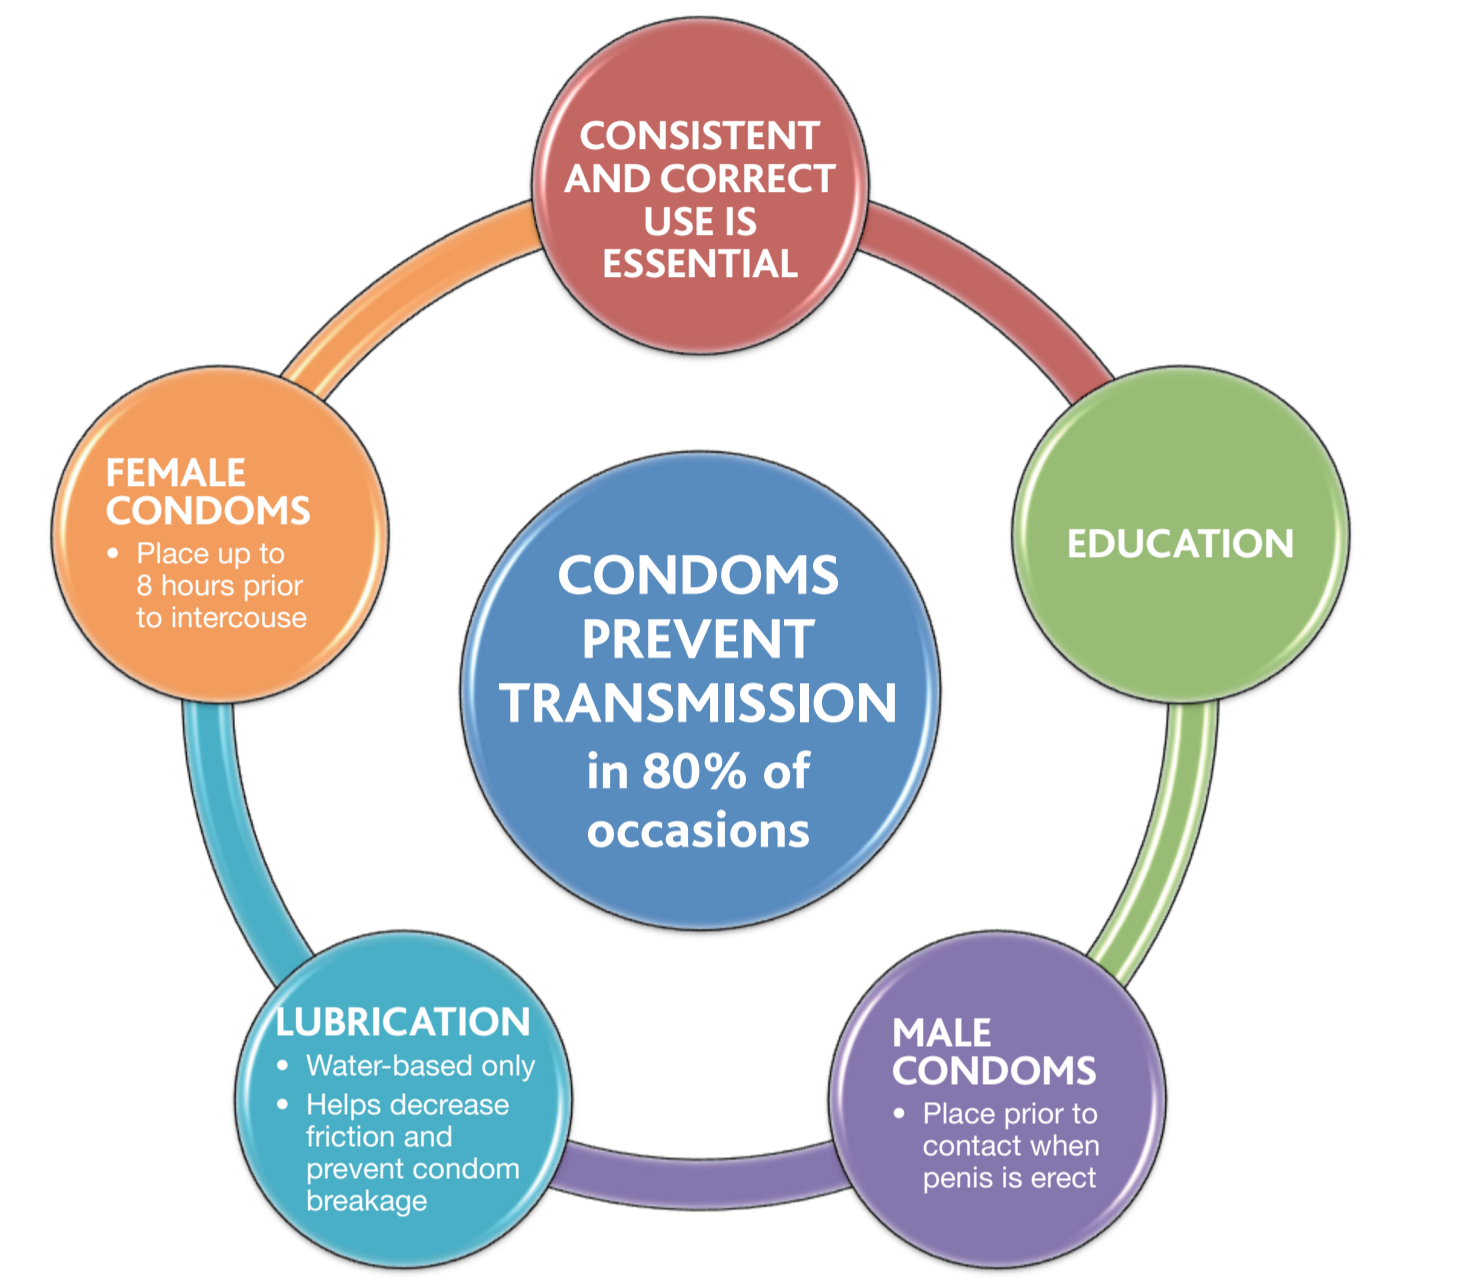 CONSISTENT
AND CORRECT
USE IS
ESSENTIAL
EDUCATION
MALE
CONDOMS
• Place prior to
contact when
penis is erect
LUBRICATION
• Water-based only
• Helps decrease
friction and
prevent condom
breakage
FEMALE
CONDOMS
• Place up to
8 hours prior
to intercouse
CONDOMS
PREVENT
TRANSMISSION
in 80% of
occasions